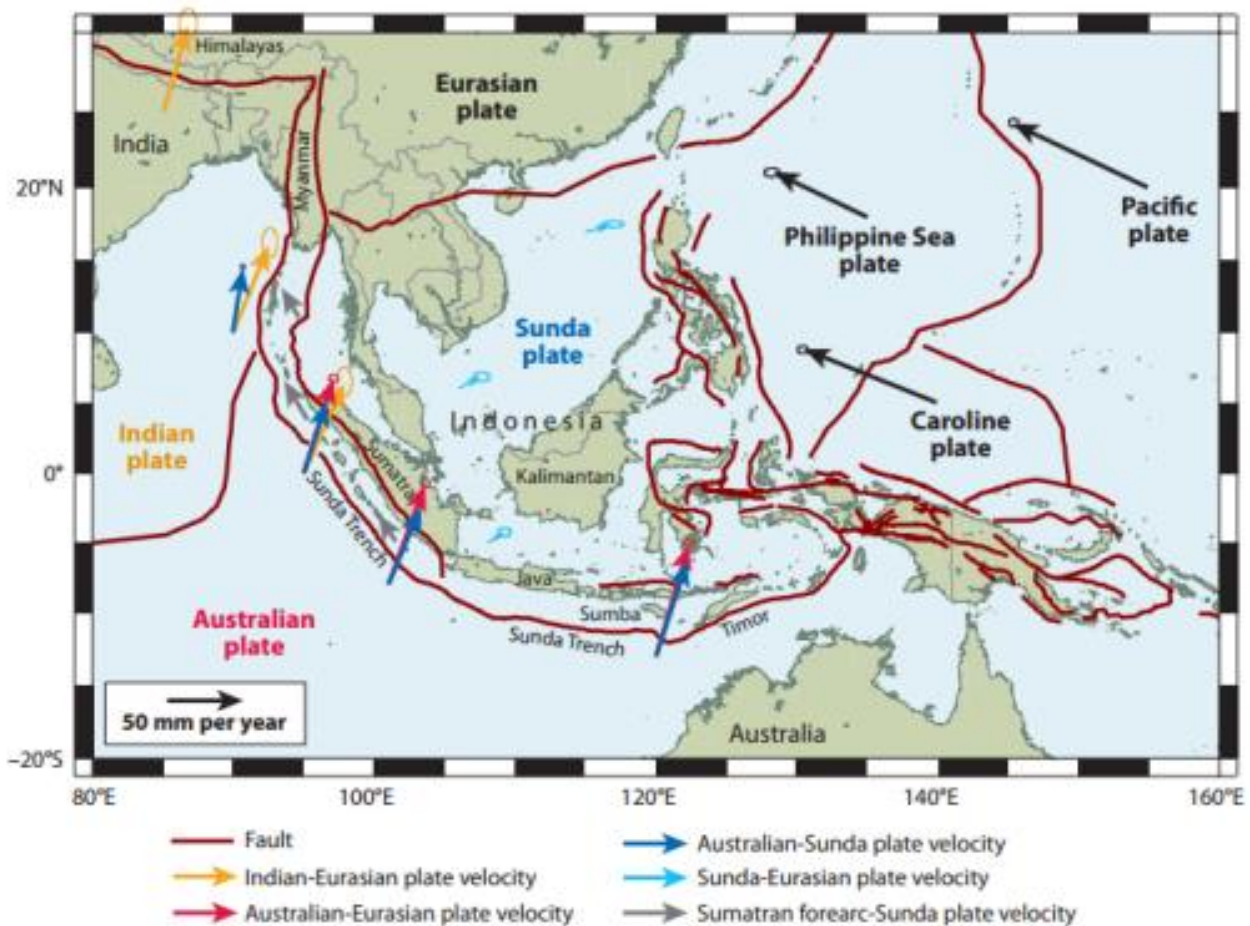 Himalayas
Eurasian
plate
India
Myanmar
20°N
Pacific
plate
Philippine Sea
plate
Sunda
plate
Caroline
plate
Indonesia
Indian
plate
0°
Kalimantan
Sumatra
Sunda Trench
Java
Sumba
Timor
Sunda Trench
Australian
plate
50 mm per year
Australia
–20°S
80°E
100°E
120°E
140°E
160°E
Fault
Australian-Sunda plate velocity
Indian-Eurasian plate velocity
Sunda-Eurasian plate velocity
Australian-Eurasian plate velocity
Sumatran forearc-Sunda plate velocity